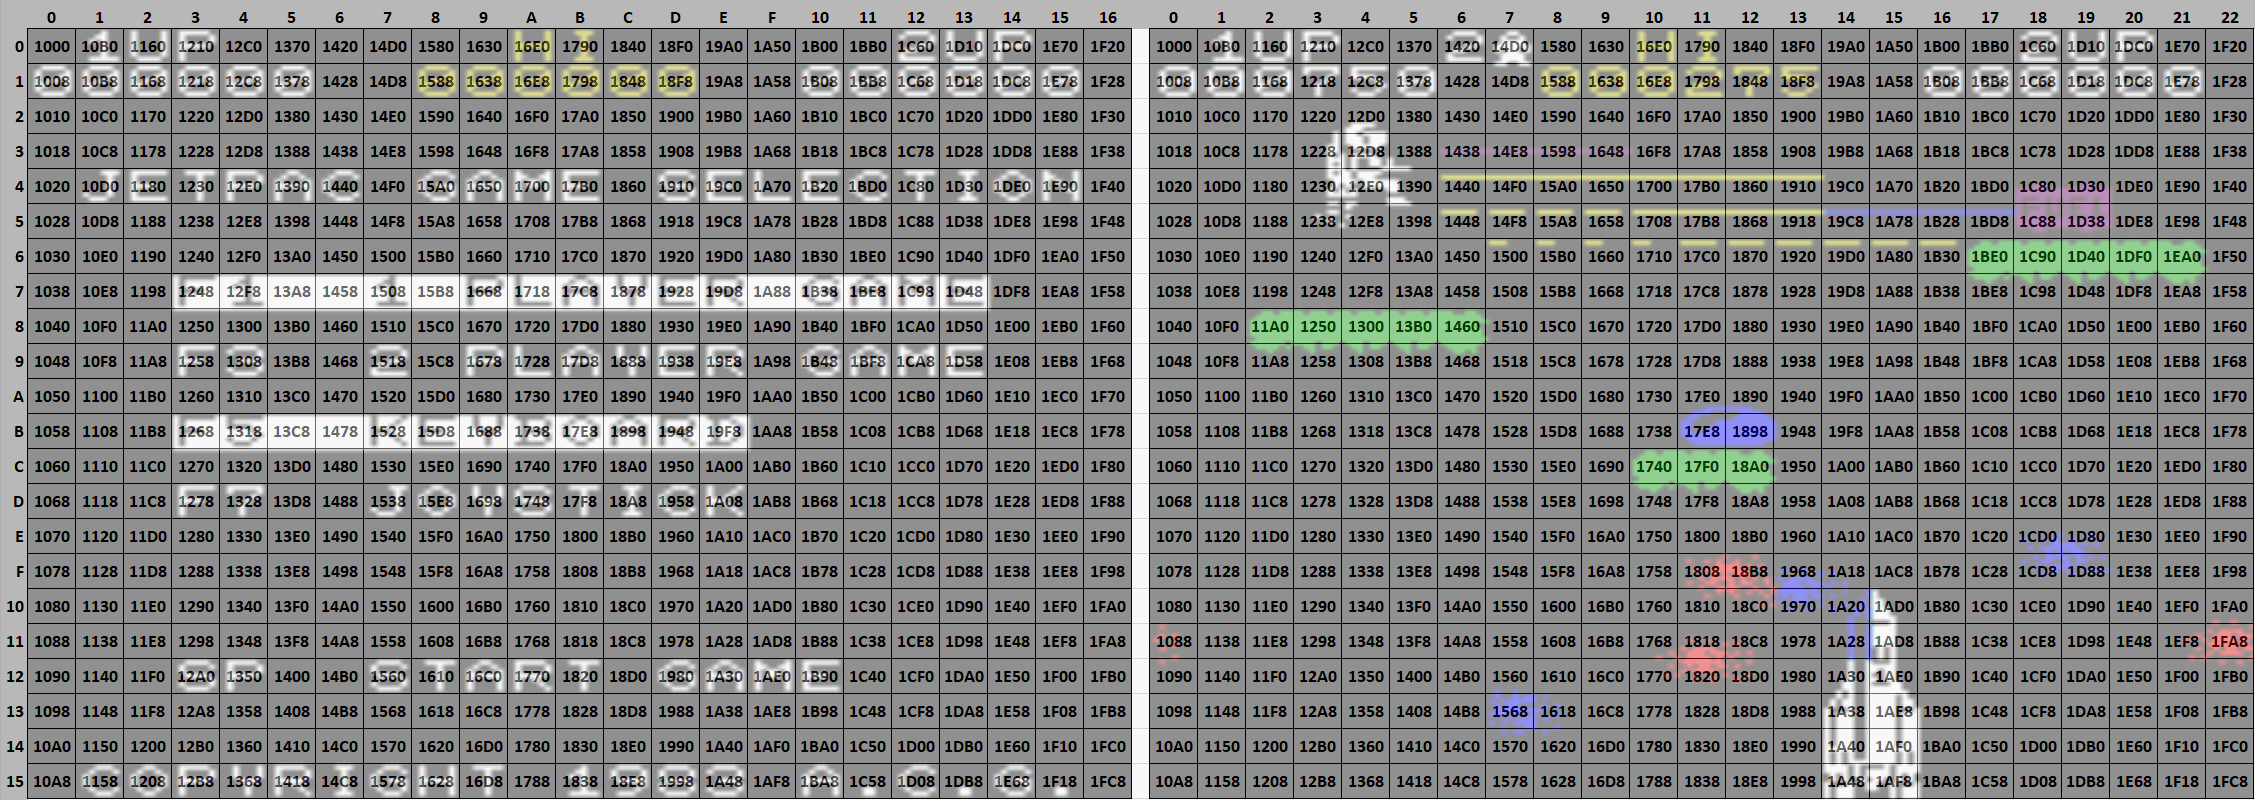 0 1 2 3 4 5 6 7 8 9 A B C D E F 10 11 12 13 14 15 16 0 1 2 3 4 5 6 7 8 9 10 11 12 13 14 15 16 17 18 19 20 21 22
1UP HI 2UP 1UP 2 HI 2UP
0 1000 10B0 1160 1210 12C0 1370 1420 14D0 1580 1630 16E0 1790 1840 18F0 19A0 1A50 1B00 1BB0 1C60 1D10 1DC0 1E70 1F20 1000 10B0 1160 1210 12C0 1370 1420 14D0 1580 1630 16E0 1790 1840 18F0 19A0 1A50 1B00 1BB0 1C60 1D10 1DC0 1E70 1F20
000000 000000 000000 000275 000000
1 1008 10B8 1168 1218 12C8 1378 1428 14D8 1588 1638 16E8 1798 1848 18F8 19A8 1A58 1B08 1BB8 1C68 1D18 1DC8 1E78 1F28 1008 10B8 1168 1218 12C8 1378 1428 14D8 1588 1638 16E8 1798 1848 18F8 19A8 1A58 1B08 1BB8 1C68 1D18 1DC8 1E78 1F28
2 1010 10C0 1170 1220 12D0 1380 1430 14E0 1590 1640 16F0 17A0 1850 1900 19B0 1A60 1B10 1BC0 1C70 1D20 1DD0 1E80 1F30 1010 10C0 1170 1220 12D0 1380 1430 14E0 1590 1640 16F0 17A0 1850 1900 19B0 1A60 1B10 1BC0 1C70 1D20 1DD0 1E80 1F30
3 1018 10C8 1178 1228 12D8 1388 1438 14E8 1598 1648 16F8 17A8 1858 1908 19B8 1A68 1B18 1BC8 1C78 1D28 1DD8 1E88 1F38 1018 10C8 1178 1228 12D8 1388 1438 14E8 1598 1648 16F8 17A8 1858 1908 19B8 1A68 1B18 1BC8 1C78 1D28 1DD8 1E88 1F38
JETPAC GAME SELECTION
4 1020 10D0 1180 1230 12E0 1390 1440 14F0 15A0 1650 1700 17B0 1860 1910 19C0 1A70 1B20 1BD0 1C80 1D30 1DE0 1E90 1F40 1020 10D0 1180 1230 12E0 1390 1440 14F0 15A0 1650 1700 17B0 1860 1910 19C0 1A70 1B20 1BD0 1C80 1D30 1DE0 1E90 1F40
5 1028 10D8 1188 1238 12E8 1398 1448 14F8 15A8 1658 1708 17B8 1868 1918 19C8 1A78 1B28 1BD8 1C88 1D38 1DE8 1E98 1F48 1028 10D8 1188 1238 12E8 1398 1448 14F8 15A8 1658 1708 17B8 1868 1918 19C8 1A78 1B28 1BD8 1C88 1D38 1DE8 1E98 1F48
6 1030 10E0 1190 1240 12F0 13A0 1450 1500 15B0 1660 1710 17C0 1870 1920 19D0 1A80 1B30 1BE0 1C90 1D40 1DF0 1EA0 1F50 1030 10E0 1190 1240 12F0 13A0 1450 1500 15B0 1660 1710 17C0 1870 1920 19D0 1A80 1B30 1BE0 1C90 1D40 1DF0 1EA0 1F50
F1 1 PLAYER GAME
7 1038 10E8 1198 1248 12F8 13A8 1458 1508 15B8 1668 1718 17C8 1878 1928 19D8 1A88 1B38 1BE8 1C98 1D48 1DF8 1EA8 1F58 1038 10E8 1198 1248 12F8 13A8 1458 1508 15B8 1668 1718 17C8 1878 1928 19D8 1A88 1B38 1BE8 1C98 1D48 1DF8 1EA8 1F58
8 1040 10F0 11A0 1250 1300 13B0 1460 1510 15C0 1670 1720 17D0 1880 1930 19E0 1A90 1B40 1BF0 1CA0 1D50 1E00 1EB0 1F60 1040 10F0 11A0 1250 1300 13B0 1460 1510 15C0 1670 1720 17D0 1880 1930 19E0 1A90 1B40 1BF0 1CA0 1D50 1E00 1EB0 1F60
F3 2 PLAYER GAME
9 1048 10F8 11A8 1258 1308 13B8 1468 1518 15C8 1678 1728 17D8 1888 1938 19E8 1A98 1B48 1BF8 1CA8 1D58 1E08 1EB8 1F68 1048 10F8 11A8 1258 1308 13B8 1468 1518 15C8 1678 1728 17D8 1888 1938 19E8 1A98 1B48 1BF8 1CA8 1D58 1E08 1EB8 1F68
A 1050 1100 11B0 1260 1310 13C0 1470 1520 15D0 1680 1730 17E0 1890 1940 19F0 1AA0 1B50 1C00 1CB0 1D60 1E10 1EC0 1F70 1050 1100 11B0 1260 1310 13C0 1470 1520 15D0 1680 1730 17E0 1890 1940 19F0 1AA0 1B50 1C00 1CB0 1D60 1E10 1EC0 1F70
F5 KEYBOARD
B 1058 1108 11B8 1268 1318 13C8 1478 1528 15D8 1688 1738 17E8 1898 1948 19F8 1AA8 1B58 1C08 1CB8 1D68 1E18 1EC8 1F78 1058 1108 11B8 1268 1318 13C8 1478 1528 15D8 1688 1738 17E8 1898 1948 19F8 1AA8 1B58 1C08 1CB8 1D68 1E18 1EC8 1F78
C 1060 1110 11C0 1270 1320 13D0 1480 1530 15E0 1690 1740 17F0 18A0 1950 1A00 1AB0 1B60 1C10 1CC0 1D70 1E20 1ED0 1F80 1060 1110 11C0 1270 1320 13D0 1480 1530 15E0 1690 1740 17F0 18A0 1950 1A00 1AB0 1B60 1C10 1CC0 1D70 1E20 1ED0 1F80
F7 JOYSTICK
D 1068 1118 11C8 1278 1328 13D8 1488 1538 15E8 1698 1748 17F8 18A8 1958 1A08 1AB8 1B68 1C18 1CC8 1D78 1E28 1ED8 1F88 1068 1118 11C8 1278 1328 13D8 1488 1538 15E8 1698 1748 17F8 18A8 1958 1A08 1AB8 1B68 1C18 1CC8 1D78 1E28 1ED8 1F88
E 1070 1120 11D0 1280 1330 13E0 1490 1540 15F0 16A0 1750 1800 18B0 1960 1A10 1AC0 1B70 1C20 1CD0 1D80 1E30 1EE0 1F90 1070 1120 11D0 1280 1330 13E0 1490 1540 15F0 16A0 1750 1800 18B0 1960 1A10 1AC0 1B70 1C20 1CD0 1D80 1E30 1EE0 1F90
F 1078 1128 11D8 1288 1338 13E8 1498 1548 15F8 16A8 1758 1808 18B8 1968 1A18 1AC8 1B78 1C28 1CD8 1D88 1E38 1EE8 1F98 1078 1128 11D8 1288 1338 13E8 1498 1548 15F8 16A8 1758 1808 18B8 1968 1A18 1AC8 1B78 1C28 1CD8 1D88 1E38 1EE8 1F98
10 1080 1130 11E0 1290 1340 13F0 14A0 1550 1600 16B0 1760 1810 18C0 1970 1A20 1AD0 1B80 1C30 1CE0 1D90 1E40 1EF0 1FA0 1080 1130 11E0 1290 1340 13F0 14A0 1550 1600 16B0 1760 1810 18C0 1970 1A20 1AD0 1B80 1C30 1CE0 1D90 1E40 1EF0 1FA0
11 1088 1138 11E8 1298 1348 13F8 14A8 1558 1608 16B8 1768 1818 18C8 1978 1A28 1AD8 1B88 1C38 1CE8 1D98 1E48 1EF8 1FA8 1088 1138 11E8 1298 1348 13F8 14A8 1558 1608 16B8 1768 1818 18C8 1978 1A28 1AD8 1B88 1C38 1CE8 1D98 1E48 1EF8 1FA8
SP START GAME
12 1090 1140 11F0 12A0 1350 1400 14B0 1560 1610 16C0 1770 1820 18D0 1980 1A30 1AE0 1B90 1C40 1CF0 1DA0 1E50 1F00 1FB0 1090 1140 11F0 12A0 1350 1400 14B0 1560 1610 16C0 1770 1820 18D0 1980 1A30 1AE0 1B90 1C40 1CF0 1DA0 1E50 1F00 1FB0
13 1098 1148 11F8 12A8 1358 1408 14B8 1568 1618 16C8 1778 1828 18D8 1988 1A38 1AE8 1B98 1C48 1CF8 1DA8 1E58 1F08 1FB8 1098 1148 11F8 12A8 1358 1408 14B8 1568 1618 16C8 1778 1828 18D8 1988 1A38 1AE8 1B98 1C48 1CF8 1DA8 1E58 1F08 1FB8
14 10A0 1150 1200 12B0 1360 1410 14C0 1570 1620 16D0 1780 1830 18E0 1990 1A40 1AF0 1BA0 1C50 1D00 1DB0 1E60 1F10 1FC0 10A0 1150 1200 12B0 1360 1410 14C0 1570 1620 16D0 1780 1830 18E0 1990 1A40 1AF0 1BA0 1C50 1D00 1DB0 1E60 1F10 1FC0
COPYRIGHT 1983 A.C.G.
15 10A8 1158 1208 12B8 1368 1418 14C8 1578 1628 16D8 1788 1838 18E8 1998 1A48 1AF8 1BA8 1C58 1D08 1DB8 1E68 1F18 1FC8 10A8 1158 1208 12B8 1368 1418 14C8 1578 1628 16D8 1788 1838 18E8 1998 1A48 1AF8 1BA8 1C58 1D08 1DB8 1E68 1F18 1FC8